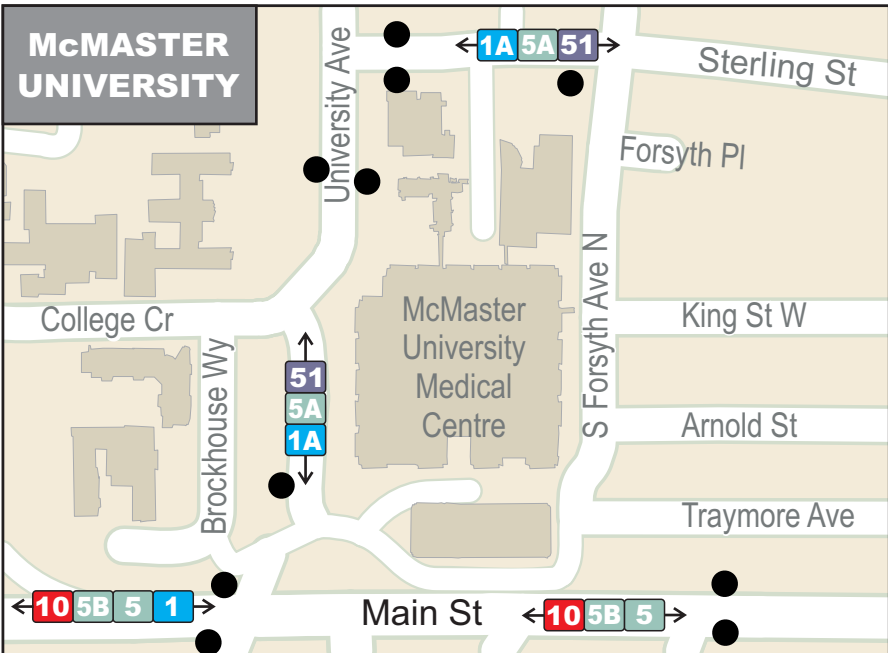 McMASTER
UNIVERSITY
University Ave
1A 5A 51
Sterling St
Forsyth Pl
College Cr
Brockhouse Wy
51
5A
1A
McMaster
University
Medical
Centre
S Forsyth Ave N
King St W
Arnold St
Traymore Ave
10 5B 5 1
Main St
10 5B 5